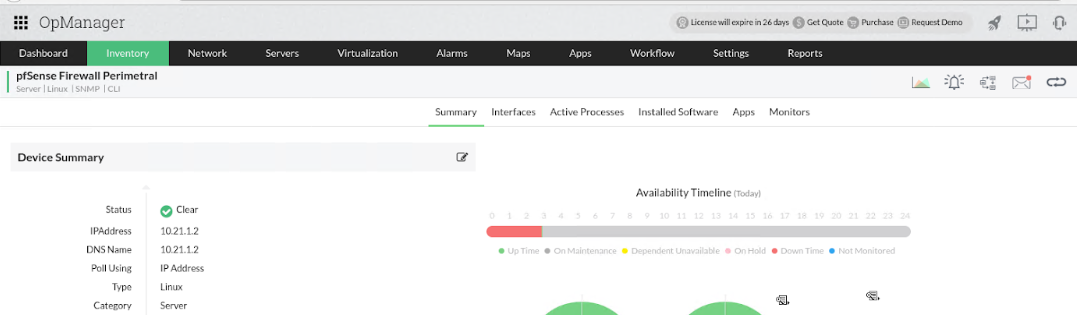 OpManager
License will expire in 26 days Get Quote Purchase Request Demo
Dashboard Inventory Network Servers Virtualization Alarms Maps Apps Workflow Settings Reports
pfSense Firewall Perimetral
Server | Linux | SNMP | CLI
Summary Interfaces Active Processes Installed Software Apps Monitors
Device Summary
Status Clear
IPAddress 10.21.1.2
DNS Name 10.21.1.2
Poll Using IP Address
Type Linux
Category Server
Availability Timeline (Today)
0 1 2 3 4 5 6 7 8 9 10 11 12 13 14 15 16 17 18 19 20 21 22 23 24
Up Time On Maintenance Dependent Unavailable On Hold Down Time Not Monitored